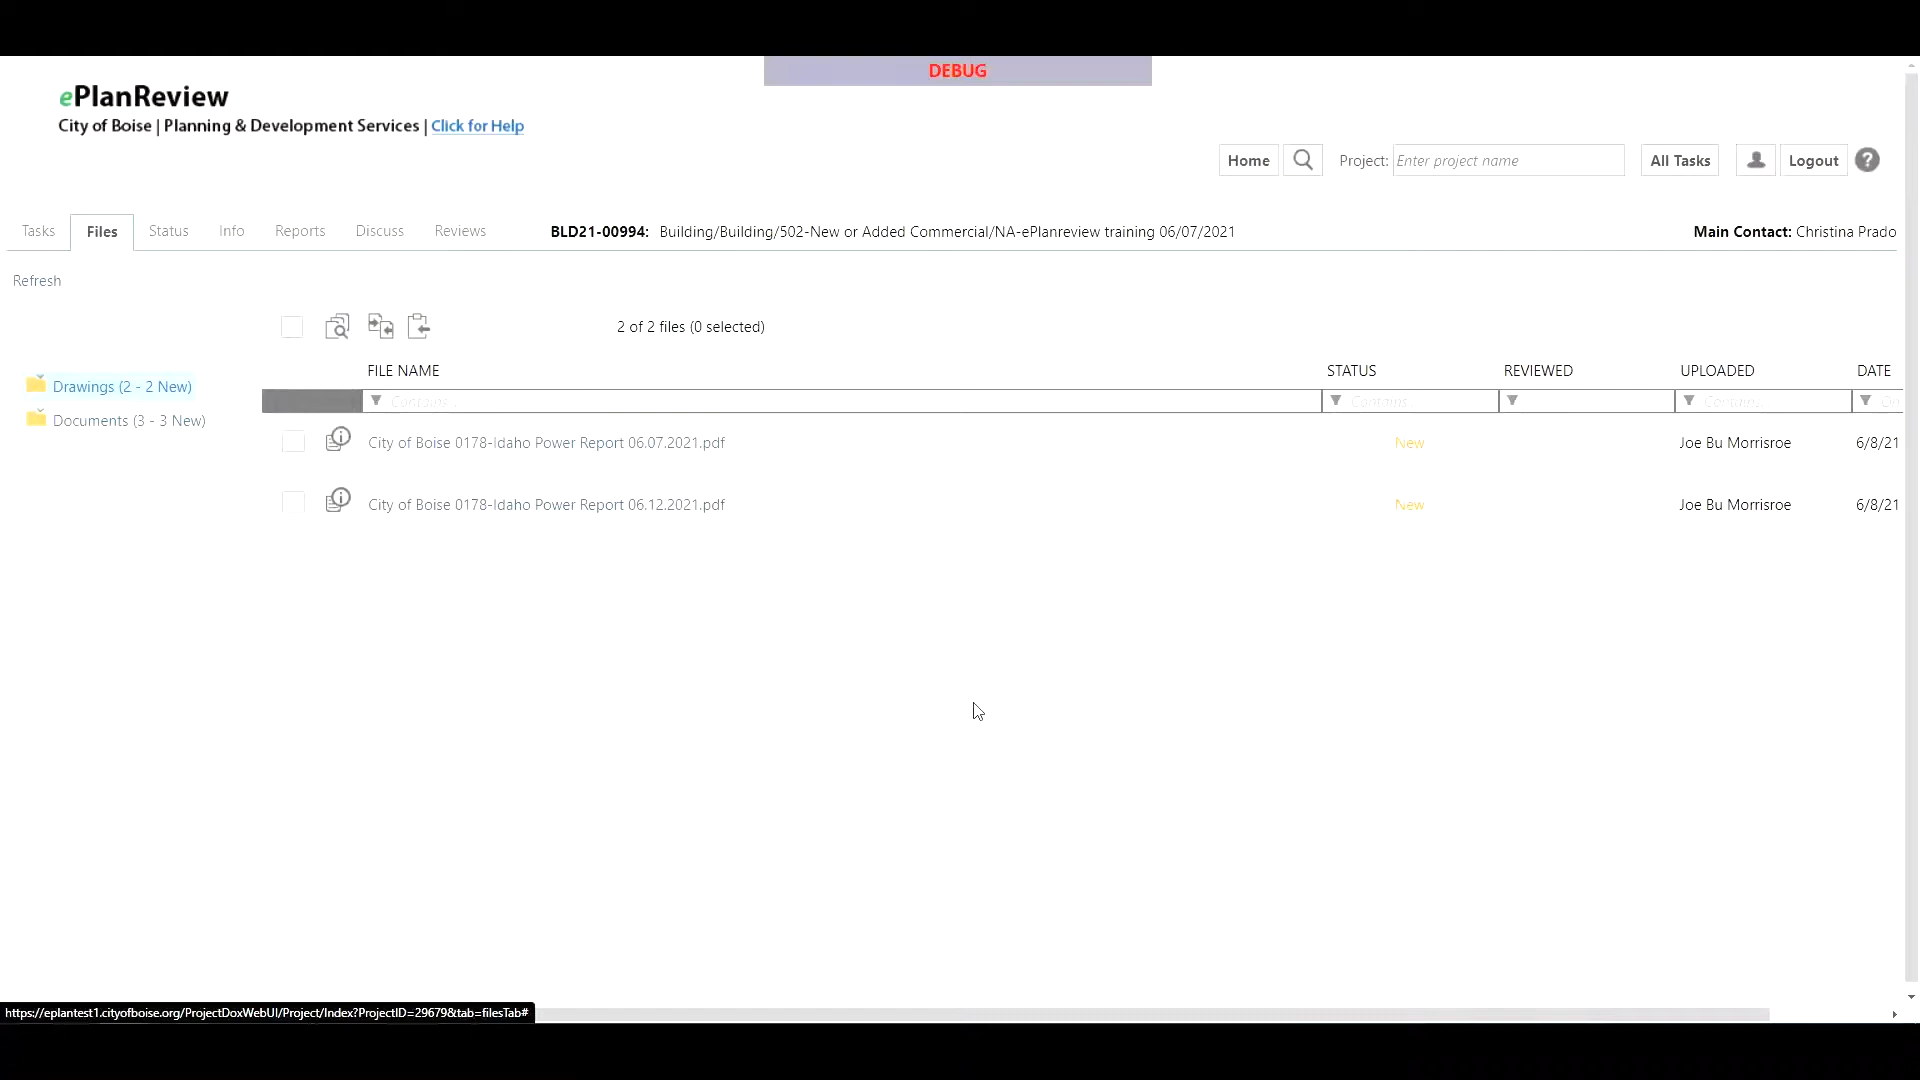 DEBUG
ePlanReview
City of Boise | Planning & Development Services | Click for Help
Home Project: Enter project name All Tasks Logout ?
Tasks Files Status Info Reports Discuss Reviews BLD21-00994: Building/Building/502-New or Added Commercial/NA-ePlanreview training 06/07/2021 Main Contact: Christina Prado
Refresh
2 of 2 files (0 selected)
FILE NAME STATUS REVIEWED UPLOADED DATE
Drawings (2 - 2 New)
Contains... Contains... Contains... On
Documents (3 - 3 New)
City of Boise 0178-Idaho Power Report 06.07.2021.pdf New Joe Bu Morrisroe 6/8/21
City of Boise 0178-Idaho Power Report 06.12.2021.pdf New Joe Bu Morrisroe 6/8/21
https://eplantest1.cityofboise.org/ProjectDoxWebUI/Project/Index?ProjectID=29679&tab=filesTab#